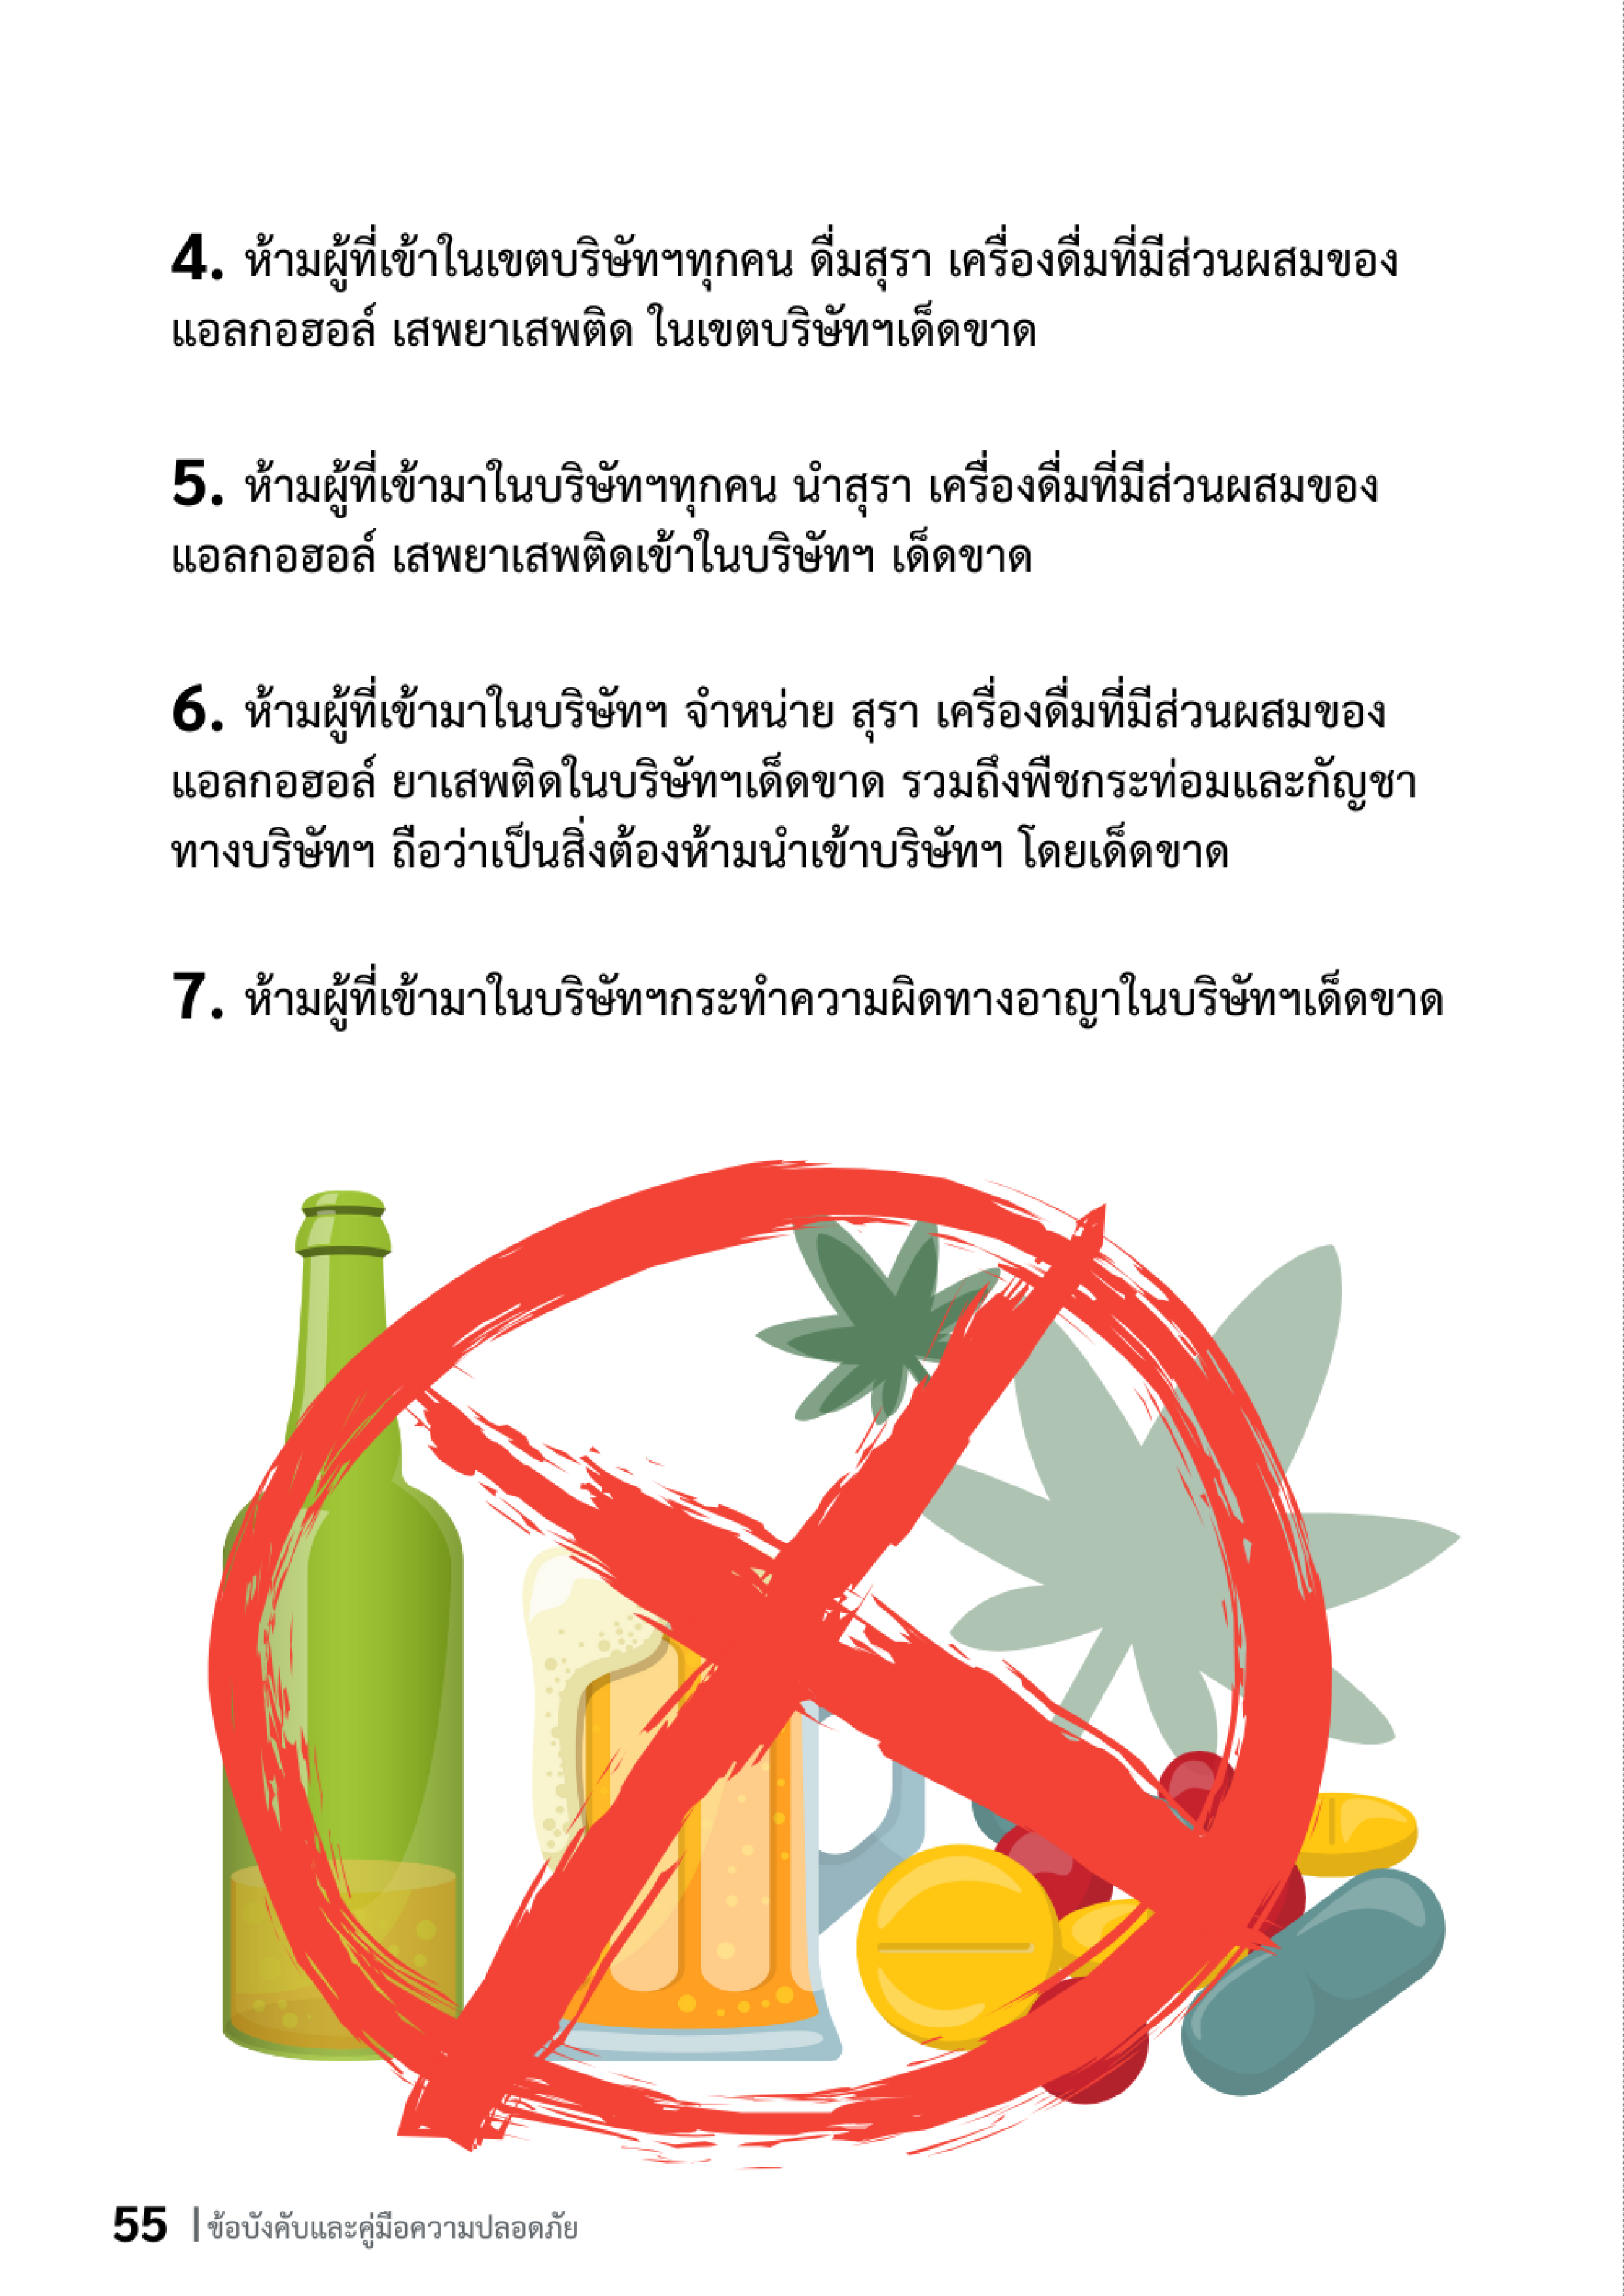 4. ห้ามผู้ที่เข้าในเขตบริษัทฯทุกคน ดื่มสุรา เครื่องดื่มที่มีส่วนผสมของ
แอลกอฮอล์ เสพยาเสพติด ในเขตบริษัทฯเด็ดขาด
5. ห้ามผู้ที่เข้ามาในบริษัทฯทุกคน นำสุรา เครื่องดื่มที่มีส่วนผสมของ
แอลกอฮอล์ เสพยาเสพติดเข้าในบริษัทฯ เด็ดขาด
6. ห้ามผู้ที่เข้ามาในบริษัทฯ จำหน่าย สุรา เครื่องดื่มที่มีส่วนผสมของ
แอลกอฮอล์ ยาเสพติดในบริษัทฯเด็ดขาด รวมถึงพืชกระท่อมและกัญชา
ทางบริษัทฯ ถือว่าเป็นสิ่งต้องห้ามนำเข้าบริษัทฯ โดยเด็ดขาด
7. ห้ามผู้ที่เข้ามาในบริษัทฯกระทำความผิดทางอาญาในบริษัทฯเด็ดขาด
55 | ข้อบังคับและคู่มือความปลอดภัย